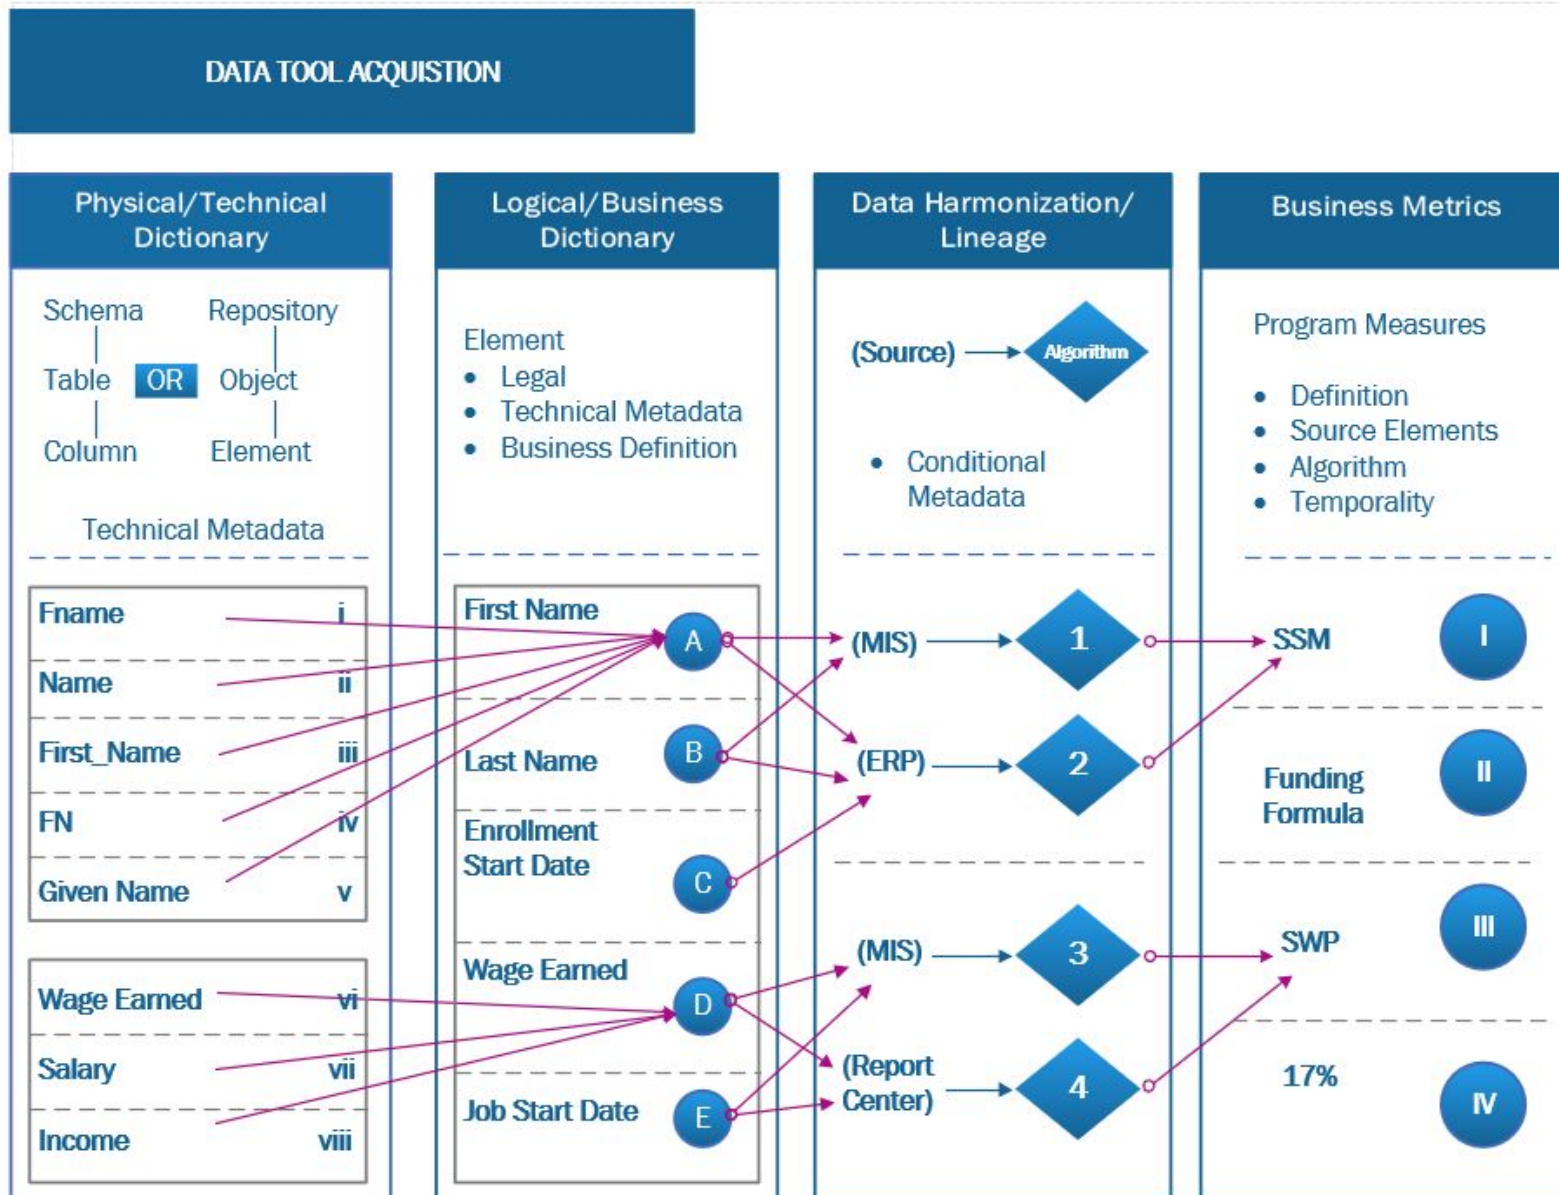 DATA TOOL ACQUISTION
Physical/Technical
Dictionary
Schema
Repository
Table
OR
Object
Column
Element
Technical Metadata
Fname
i
Name
ii
First_Name
iii
FN
iv
Given Name
v
Wage Earned
vi
Salary
vii
Income
viii
Logical/Business
Dictionary
Element
• Legal
• Technical Metadata
• Business Definition
First Name
A
Last Name
B
Enrollment
Start Date
C
Wage Earned
D
Job Start Date
E
Data Harmonization/
Lineage
(Source)
Algorithm
• Conditional
Metadata
(MIS)
1
(ERP)
2
(MIS)
3
(Report
Center)
4
Business Metrics
Program Measures
• Definition
• Source Elements
• Algorithm
• Temporality
SSM
I
Funding
Formula
II
SWP
III
17%
IV